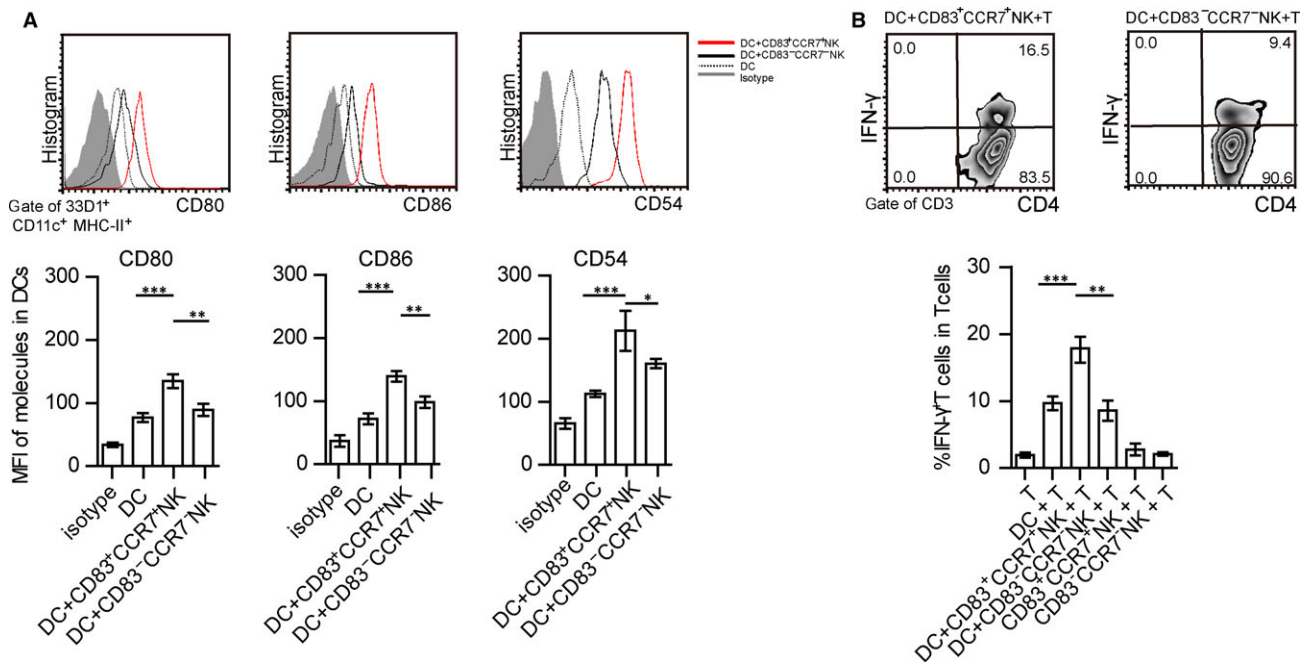 A
Histogram
CD80
Gate of 33D1⁺
CD11c⁺ MHC-II⁺
Histogram
CD86
Histogram
CD54
DC+CD83⁺CCR7⁺NK
DC+CD83⁻CCR7⁻NK
DC
Isotype
MFI of molecules in DCs
CD80
300
200
100
0
***
**
isotype
DC
DC+CD83⁺CCR7⁺NK
DC+CD83⁻CCR7⁻NK
CD86
300
200
100
0
***
**
isotype
DC
DC+CD83⁺CCR7⁺NK
DC+CD83⁻CCR7⁻NK
CD54
300
200
100
0
***
*
isotype
DC
DC+CD83⁺CCR7⁺NK
DC+CD83⁻CCR7⁻NK
B
DC+CD83⁺CCR7⁺NK+T
IFN-γ
0.0
16.5
0.0
83.5
Gate of CD3
CD4
DC+CD83⁻CCR7⁻NK+T
IFN-γ
0.0
9.4
0.0
90.6
CD4
%IFN-γ⁺T cells in Tcells
30
20
10
0
***
**
T
DC + T
DC+CD83⁺CCR7⁺NK + T
DC+CD83⁻CCR7⁻NK + T
CD83⁺CCR7⁺NK + T
CD83⁻CCR7⁻NK + T